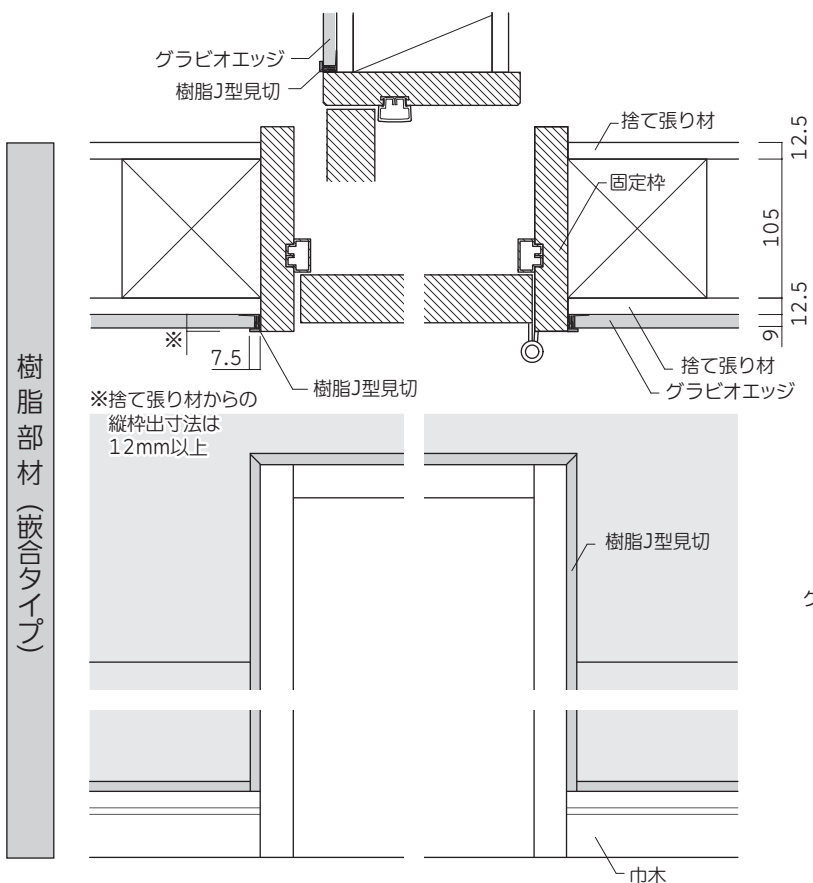 グラビオエッジ
樹脂J型見切
捨て張り材
固定枠
12.5
105
12.5
9
※
7.5
樹脂J型見切
捨て張り材
グラビオエッジ
※捨て張り材からの
縦枠出寸法は
12mm以上
樹脂部材（嵌合タイプ）
樹脂J型見切
巾木